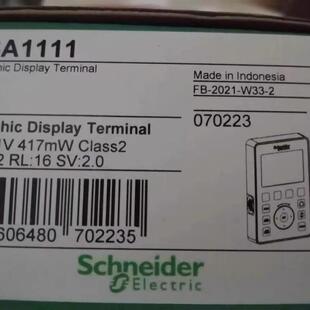 A1111
hic Display Terminal
Made in Indonesia
FB-2021-W33-2
070223
hic Display Terminal
V 417mW Class2
2 RL:16 SV:2.0
606480 702235
Schneider
Electric